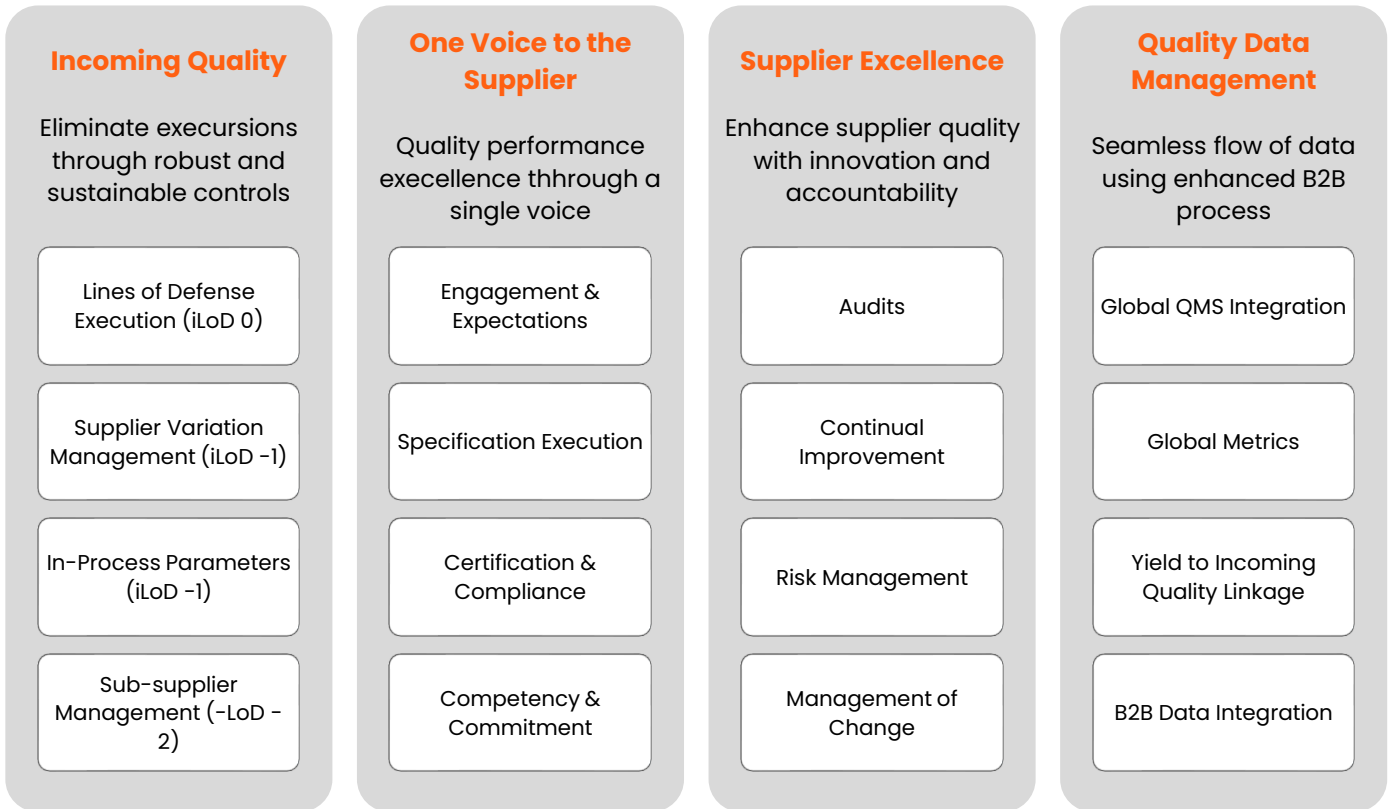 Incoming Quality
Eliminate execursions
through robust and
sustainable controls
Lines of Defense
Execution (iLoD 0)
Supplier Variation
Management (iLoD -1)
In-Process Parameters
(iLoD -1)
Sub-supplier
Management (-LoD -
2)
One Voice to the
Supplier
Quality performance
execellence thhrough a
single voice
Engagement &
Expectations
Specification Execution
Certification &
Compliance
Competency &
Commitment
Supplier Excellence
Enhance supplier quality
with innovation and
accountability
Audits
Continual
Improvement
Risk Management
Management of
Change
Quality Data
Management
Seamless flow of data
using enhanced B2B
process
Global QMS Integration
Global Metrics
Yield to Incoming
Quality Linkage
B2B Data Integration